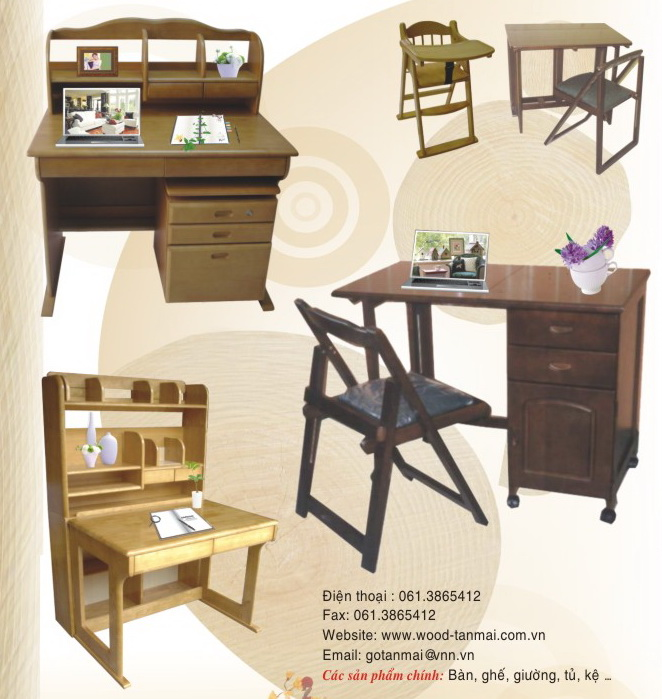 Điện thoại : 061.3865412
Fax: 061.3865412
Website: www.wood-tanmai.com.vn
Email: gotanmai@vnn.vn
Các sản phẩm chính: Bàn, ghế, giường, tủ, kệ ...